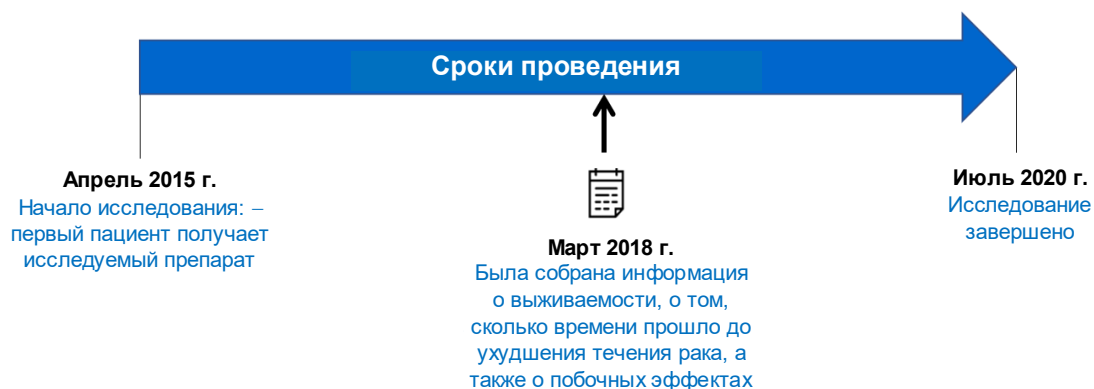 Сроки проведения
Апрель 2015 г.
Начало исследования: –
первый пациент получает
исследуемый препарат
Март 2018 г.
Была собрана информация
о выживаемости, о том,
сколько времени прошло до
ухудшения течения рака, а
также о побочных эффектах
Июль 2020 г.
Исследование
завершено